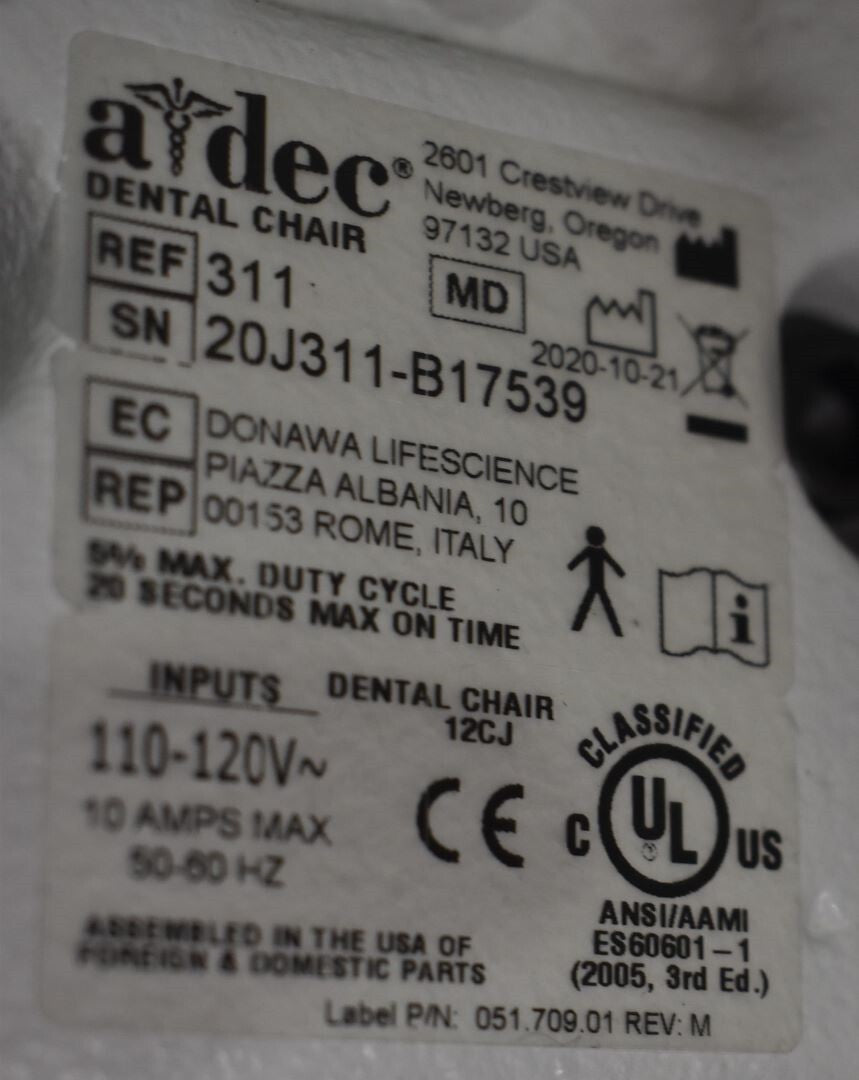 a dec®
DENTAL CHAIR
2601 Crestview Drive
Newberg, Oregon
97132 USA
REF 311
MD
SN 20J311-B17539
2020-10-21
EC REP
DONAWA LIFESCIENCE
PIAZZA ALBANIA, 10
00153 ROME, ITALY
5% MAX. DUTY CYCLE
20 SECONDS MAX ON TIME
i
INPUTS
110-120V~
10 AMPS MAX
50-60 HZ
DENTAL CHAIR
12CJ
CE
CLASSIFIED
C UL US
ANSI/AAMI
ES60601-1
(2005, 3rd Ed.)
ASSEMBLED IN THE USA OF
FOREIGN & DOMESTIC PARTS
Label P/N: 051.709.01 REV: M